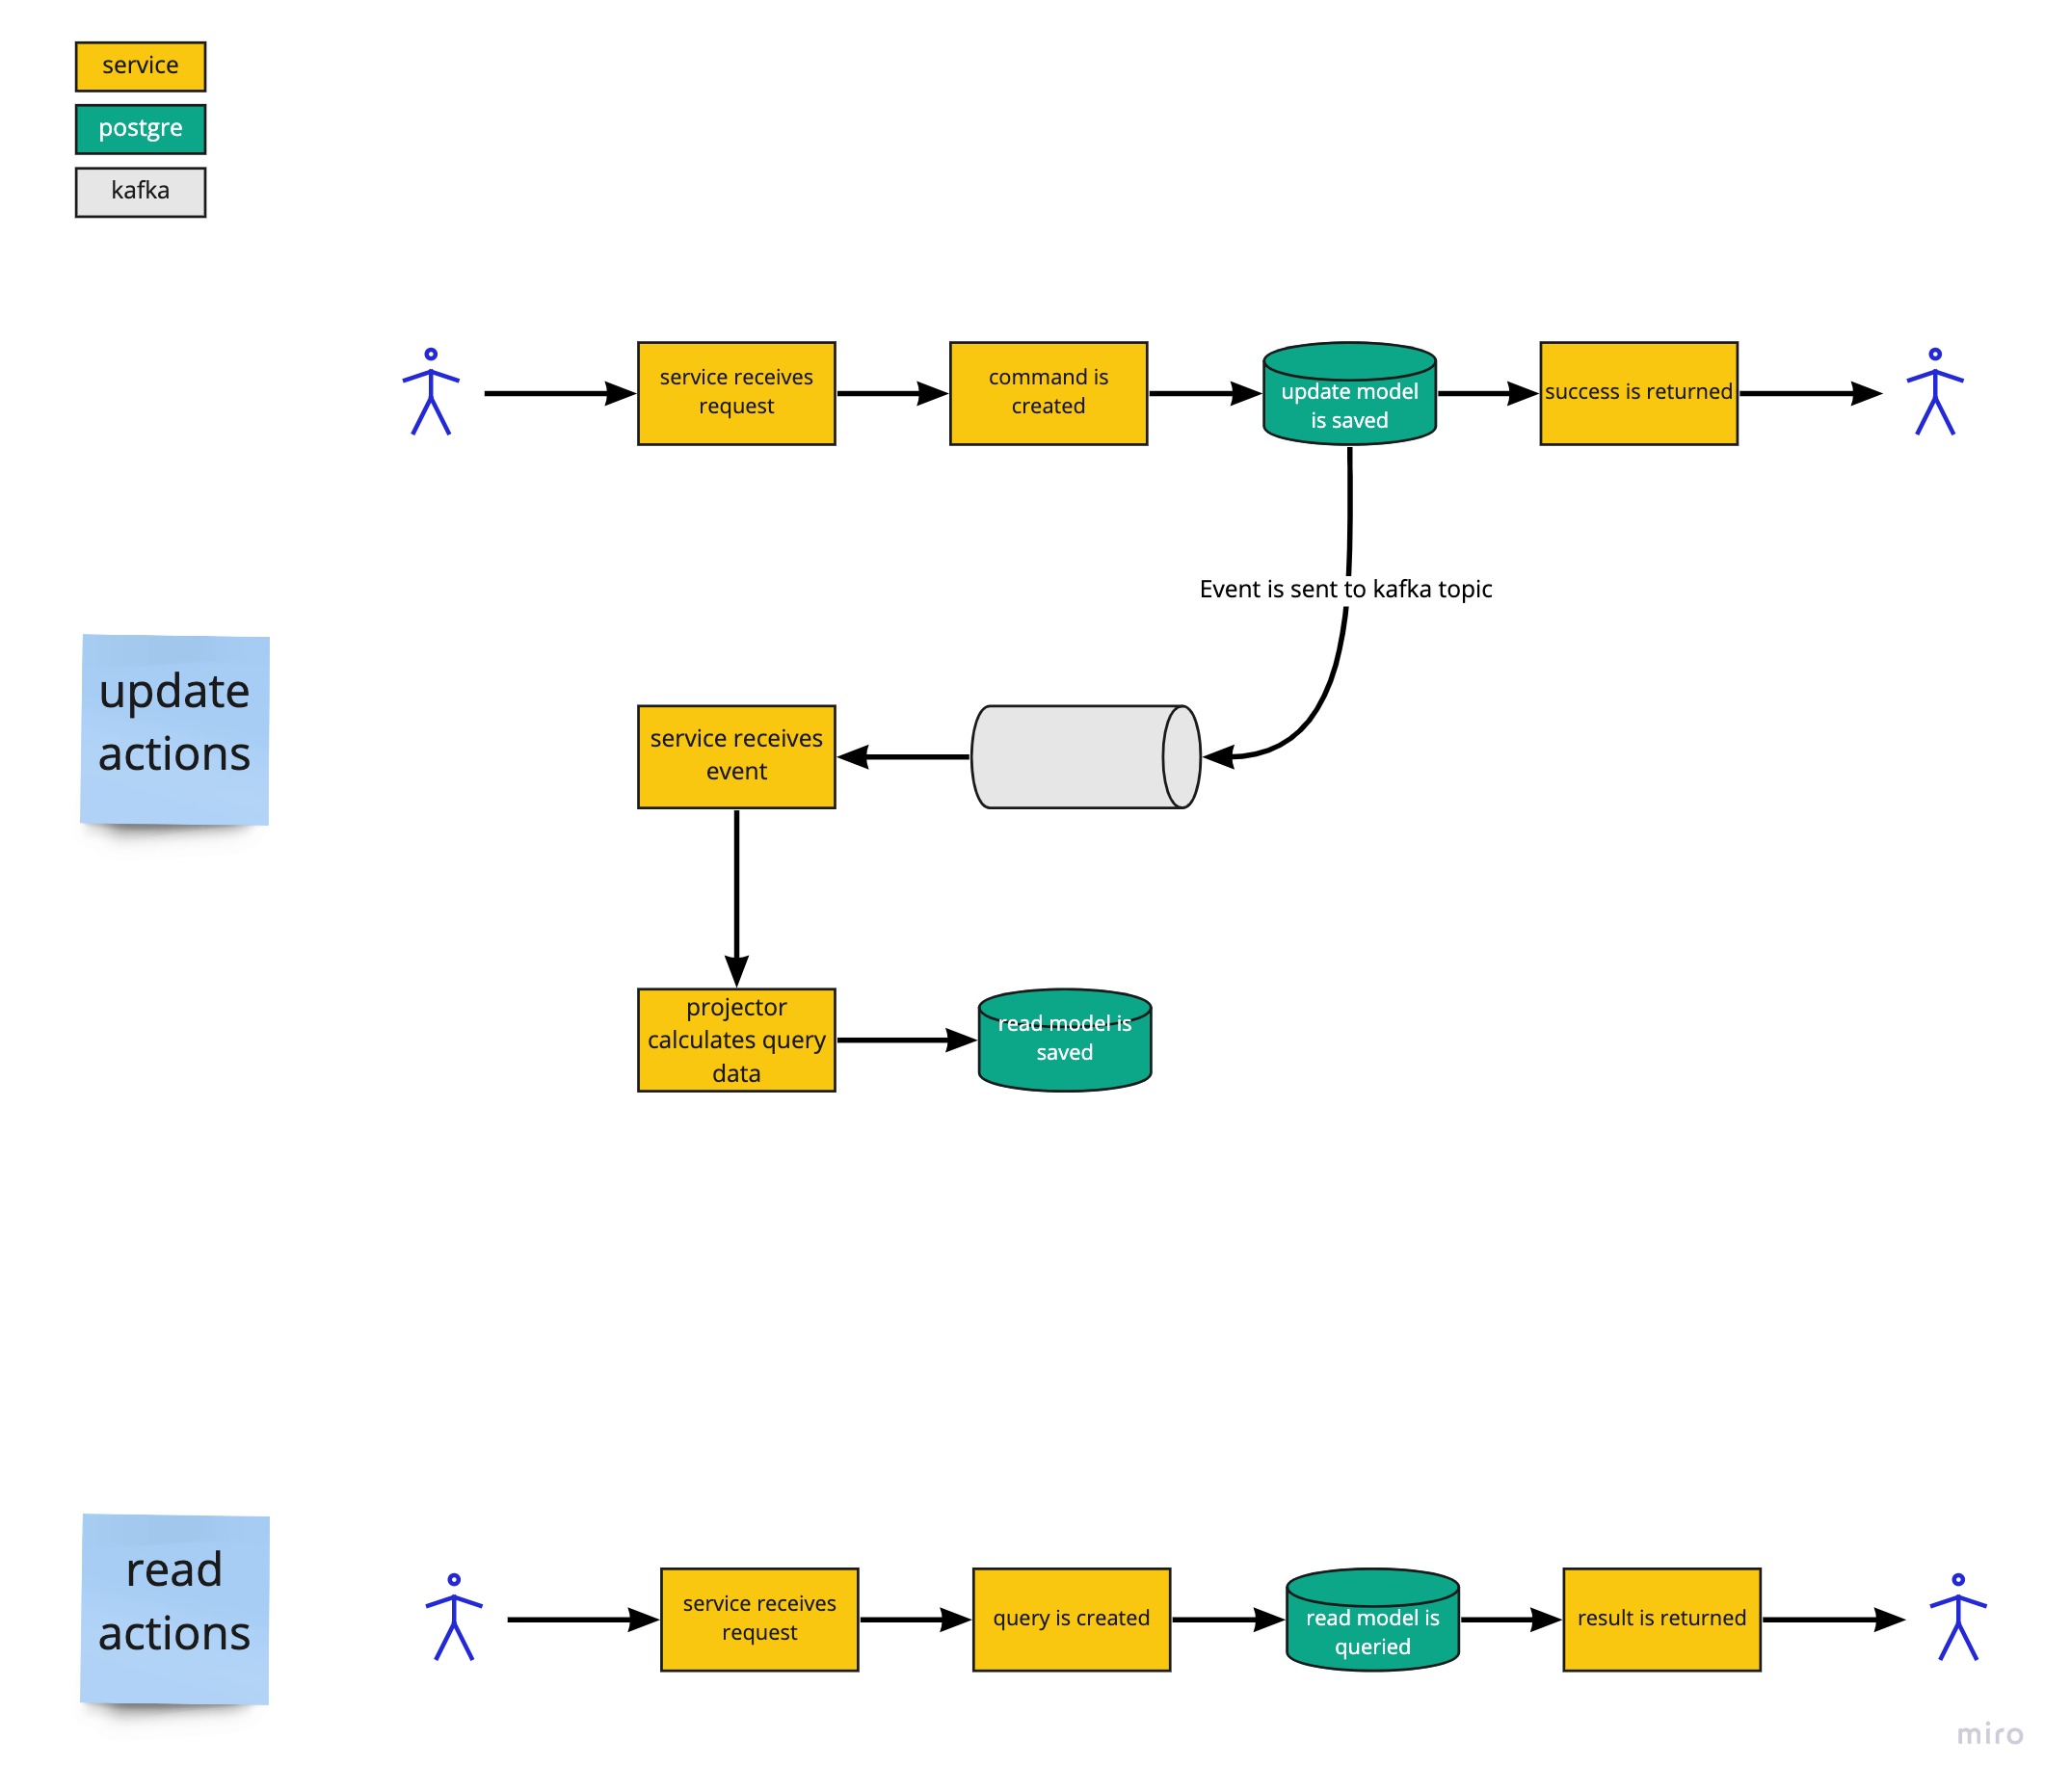 service
postgre
kafka
service receives
request
command is
created
update model
is saved
success is returned
Event is sent to kafka topic
update
actions
service receives
event
projector
calculates query
data
read model is
saved
read
actions
service receives
request
query is created
read model is
queried
result is returned
miro